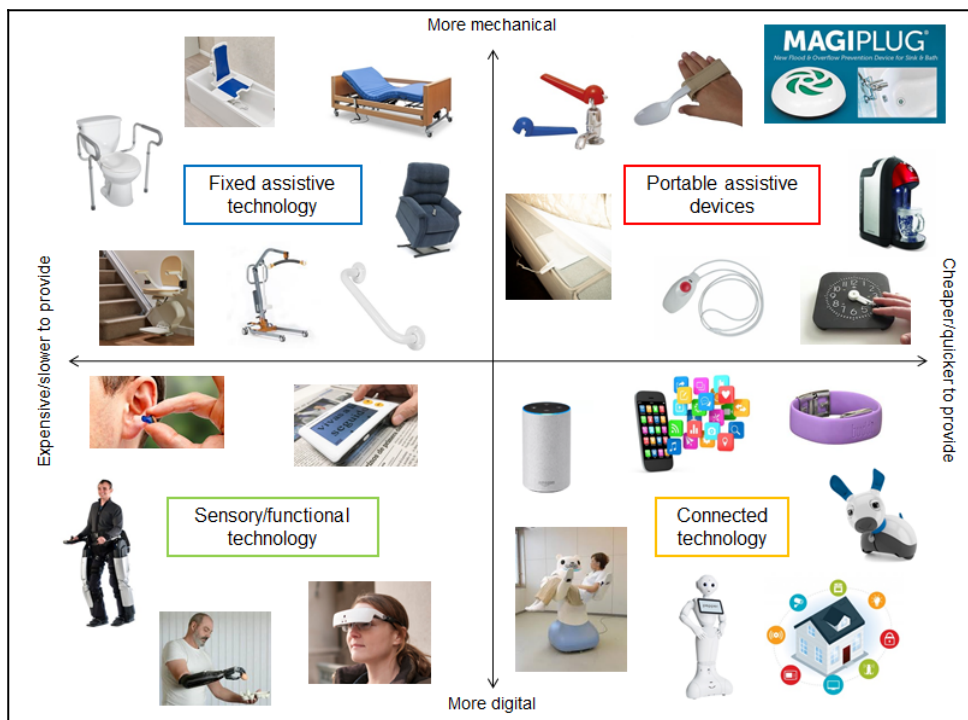 More mechanical
MAGIPLUG®
New Flood & Overflow Prevention Device for Sink & Bath
Fixed assistive
technology
Portable assistive
devices
Expensive/slower to provide
Cheaper/quicker to provide
Sensory/functional
technology
Connected
technology
More digital